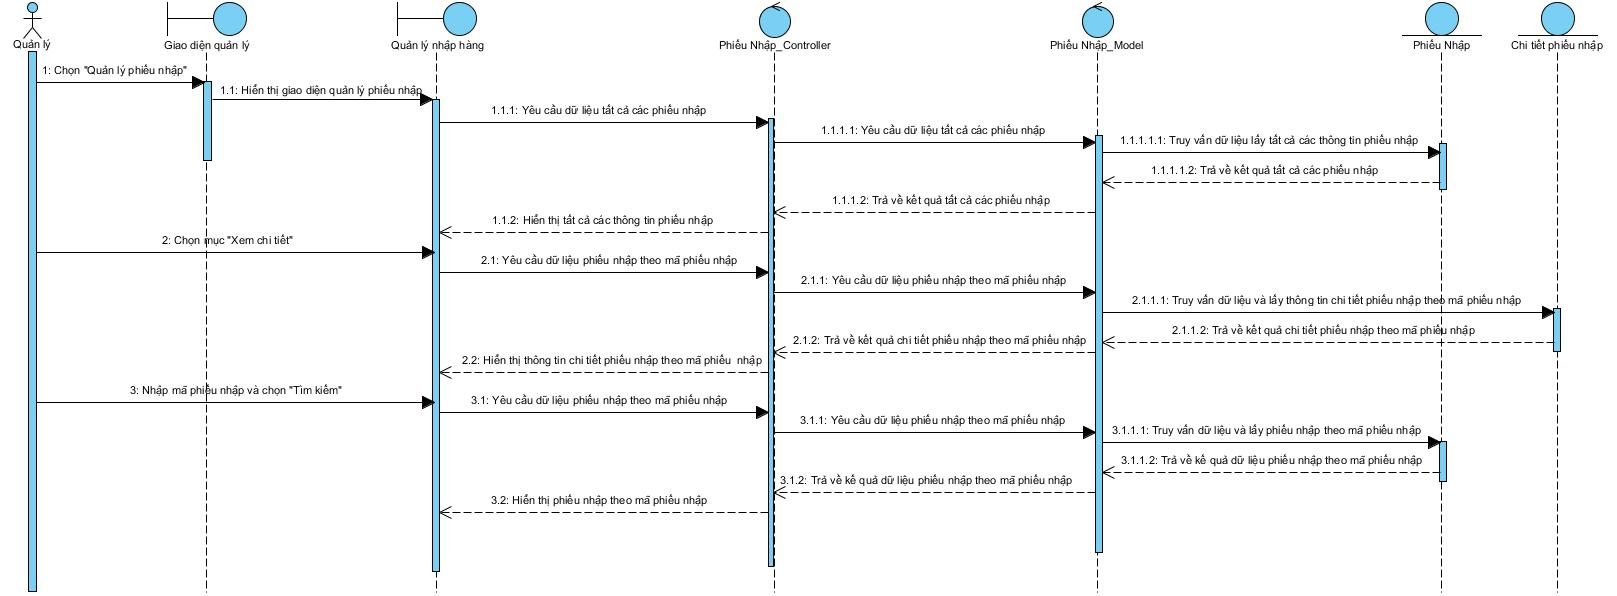 Quản lý
Giao diện quản lý
Quản lý nhập hàng
Phiếu Nhập_Controller
Phiếu Nhập_Model
Phiếu Nhập
Chi tiết phiếu nhập
1: Chọn "Quản lý phiếu nhập"
1.1: Hiển thị giao diện quản lý phiếu nhập
1.1.1: Yêu cầu dữ liệu tất cả các phiếu nhập
1.1.1.1: Yêu cầu dữ liệu tất cả các phiếu nhập
1.1.1.1.1: Truy vấn dữ liệu lấy tất cả các thông tin phiếu nhập
1.1.1.1.2: Trả về kết quả tất cả các phiếu nhập
1.1.1.2: Trả về kết quả tất cả các phiếu nhập
1.1.2: Hiển thị tất cả các thông tin phiếu nhập
2: Chọn mục "Xem chi tiết"
2.1: Yêu cầu dữ liệu phiếu nhập theo mã phiếu nhập
2.1.1: Yêu cầu dữ liệu phiếu nhập theo mã phiếu nhập
2.1.1.1: Truy vấn dữ liệu và lấy thông tin chi tiết phiếu nhập theo mã phiếu nhập
2.1.1.2: Trả về kết quả chi tiết phiếu nhập theo mã phiếu nhập
2.1.2: Trả về kết quả chi tiết phiếu nhập theo mã phiếu nhập
2.2: Hiển thị thông tin chi tiết phiếu nhập theo mã phiếu nhập
3: Nhập mã phiếu nhập và chọn "Tìm kiếm"
3.1: Yêu cầu dữ liệu phiếu nhập theo mã phiếu nhập
3.1.1: Yêu cầu dữ liệu phiếu nhập theo mã phiếu nhập
3.1.1.1: Truy vấn dữ liệu và lấy phiếu nhập theo mã phiếu nhập
3.1.1.2: Trả về kế quả dữ liệu phiếu nhập theo mã phiếu nhập
3.1.2: Trả về kế quả dữ liệu phiếu nhập theo mã phiếu nhập
3.2: Hiển thị phiếu nhập theo mã phiếu nhập